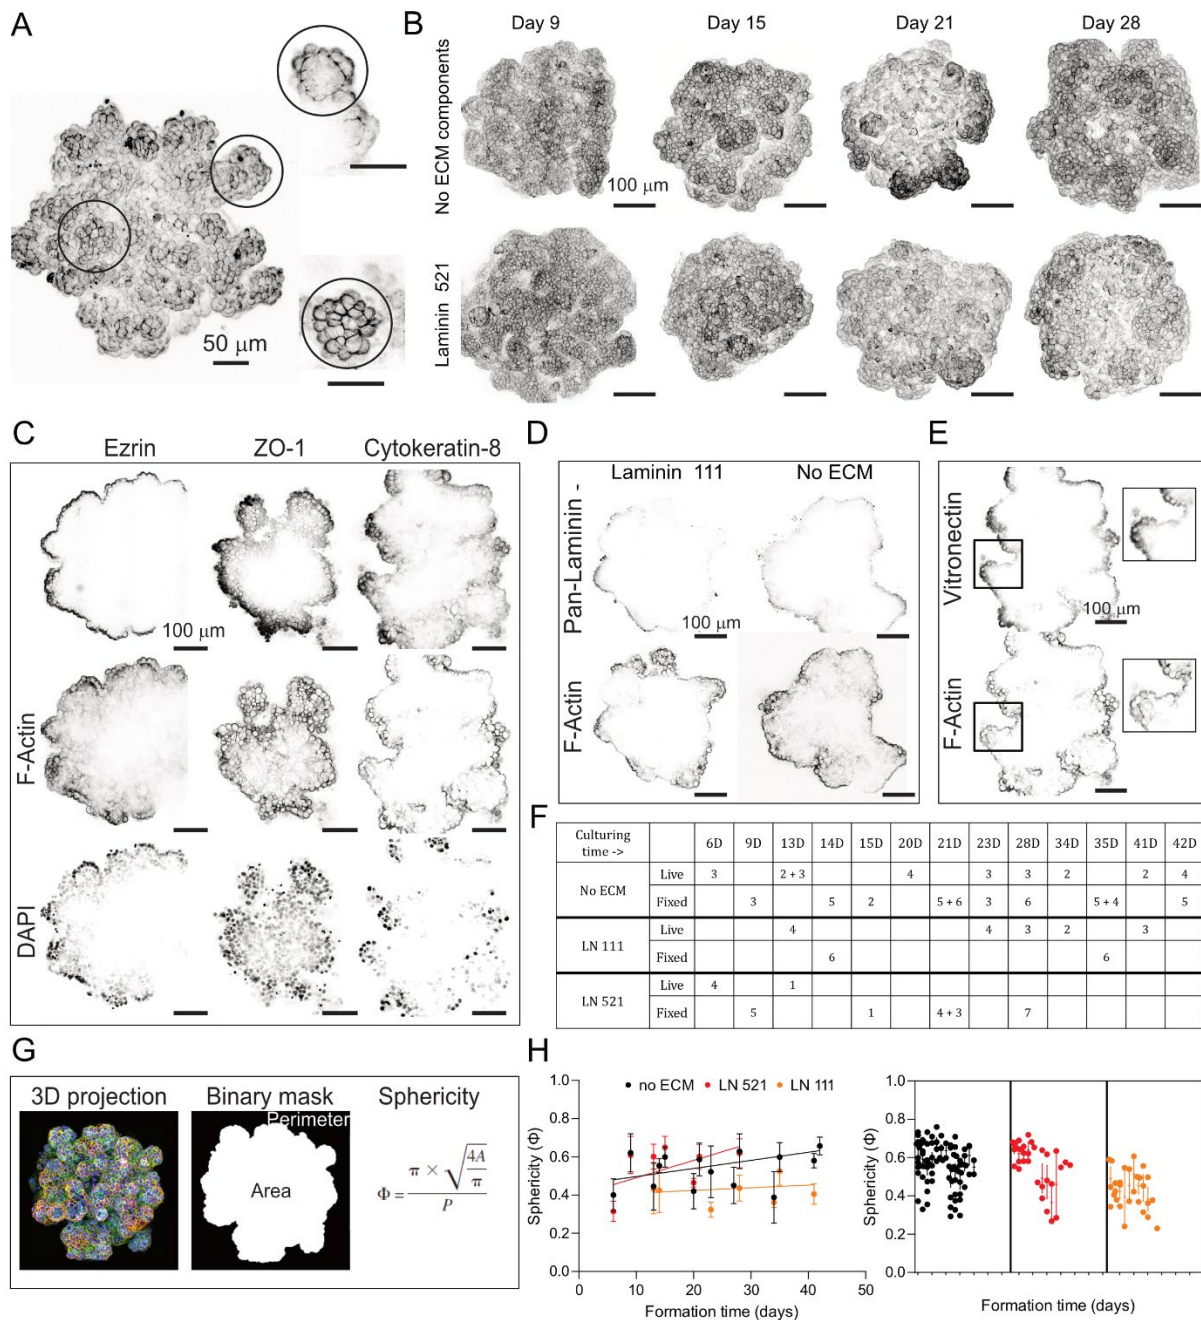 A
50 μm
B
Day 9 Day 15 Day 21 Day 28
No ECM components
100 μm
Laminin 521
C
Ezrin ZO-1 Cytokeratin-8
100 μm
F-Actin
DAPI
D
Laminin 111 No ECM
Pan-Laminin -
F-Actin
E
Vitronectin
100 μm
F-Actin
F
Culturing time -> 6D 9D 13D 14D 15D 20D 21D 23D 28D 34D 35D 41D 42D
No ECM Live 3 2 + 3 4 3 3 2 2 4
Fixed 3 5 2 5 + 6 3 6 5 + 4 5
LN 111 Live 4 4 3 2 3
Fixed 6 6
LN 521 Live 4 1
Fixed 5 1 4 + 3 7
G
3D projection Binary mask Sphericity
Perimeter
Area
Φ = π × √(4A/π) / P
H
no ECM LN 521 LN 111
Sphericity (Φ)
1.0
0.8
0.6
0.4
0.2
0.0
0 10 20 30 40 50
Formation time (days)
Sphericity (Φ)
1.0
0.8
0.6
0.4
0.2
0.0
Formation time (days)